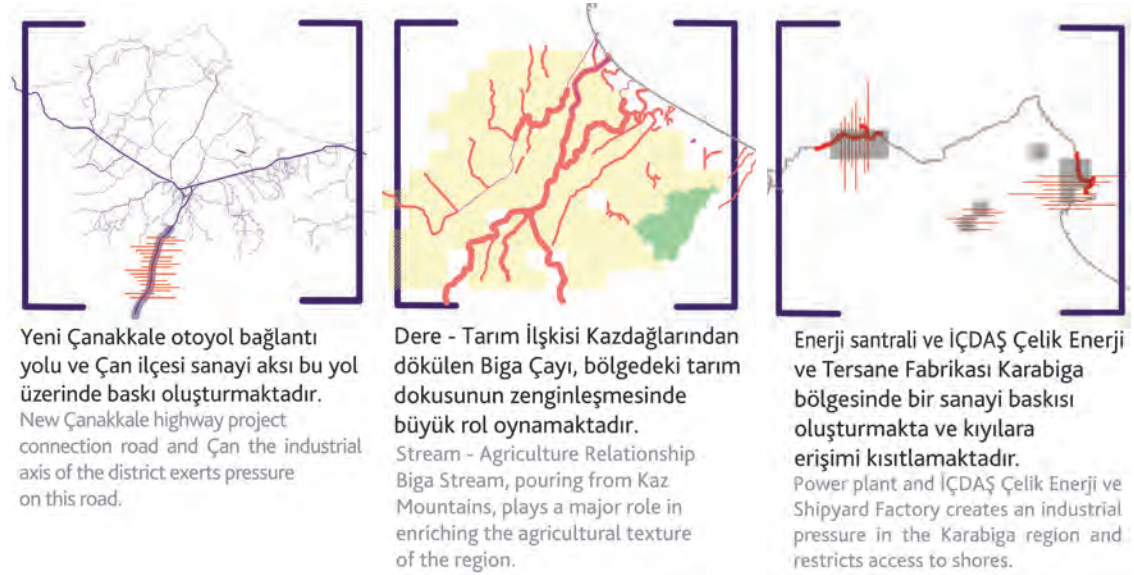 Yeni Çanakkale otoyol bağlantı
yolu ve Çan ilçesi sanayi aksı bu yol
üzerinde baskı oluşturmaktadır.
New Çanakkale highway project
connection road and Çan the industrial
axis of the district exerts pressure
on this road.
Dere - Tarım İlşkisi Kazdağlarından
dökülen Biga Çayı, bölgedeki tarım
dokusunun zenginleşmesinde
büyük rol oynamaktadır.
Stream - Agriculture Relationship
Biga Stream, pouring from Kaz
Mountains, plays a major role in
enriching the agricultural texture
of the region.
Enerji santrali ve İÇDAŞ Çelik Enerji
ve Tersane Fabrikası Karabiga
bölgesinde bir sanayi baskısı
oluşturmakta ve kıyılara
erişimi kısıtlamaktadır.
Power plant and İÇDAŞ Çelik Enerji ve
Shipyard Factory creates an industrial
pressure in the Karabiga region and
restricts access to shores.